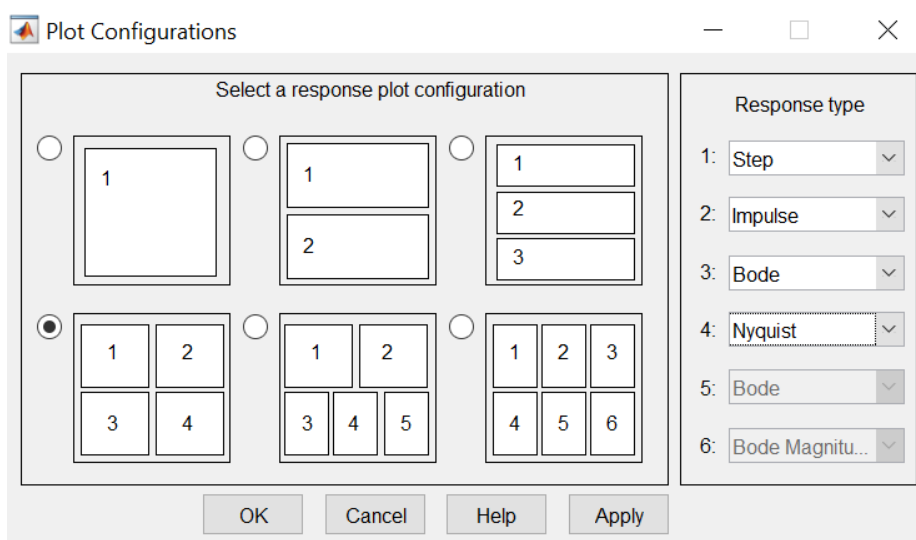 Plot Configurations
Select a response plot configuration
1
1
2
1
2
3
1 2
3 4
1 2
3 4 5
1 2 3
4 5 6
Response type
1: Step
2: Impulse
3: Bode
4: Nyquist
5: Bode
6: Bode Magnitu...
OK Cancel Help Apply